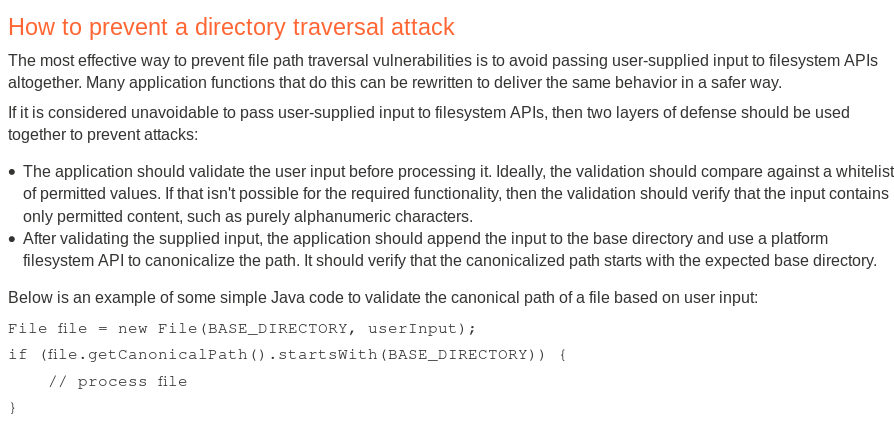 How to prevent a directory traversal attack
The most effective way to prevent file path traversal vulnerabilities is to avoid passing user-supplied input to filesystem APIs
altogether. Many application functions that do this can be rewritten to deliver the same behavior in a safer way.
If it is considered unavoidable to pass user-supplied input to filesystem APIs, then two layers of defense should be used
together to prevent attacks:
• The application should validate the user input before processing it. Ideally, the validation should compare against a whitelist
of permitted values. If that isn't possible for the required functionality, then the validation should verify that the input contains
only permitted content, such as purely alphanumeric characters.
• After validating the supplied input, the application should append the input to the base directory and use a platform
filesystem API to canonicalize the path. It should verify that the canonicalized path starts with the expected base directory.
Below is an example of some simple Java code to validate the canonical path of a file based on user input:
File file = new File(BASE_DIRECTORY, userInput);
if (file.getCanonicalPath().startsWith(BASE_DIRECTORY)) {
    // process file
}